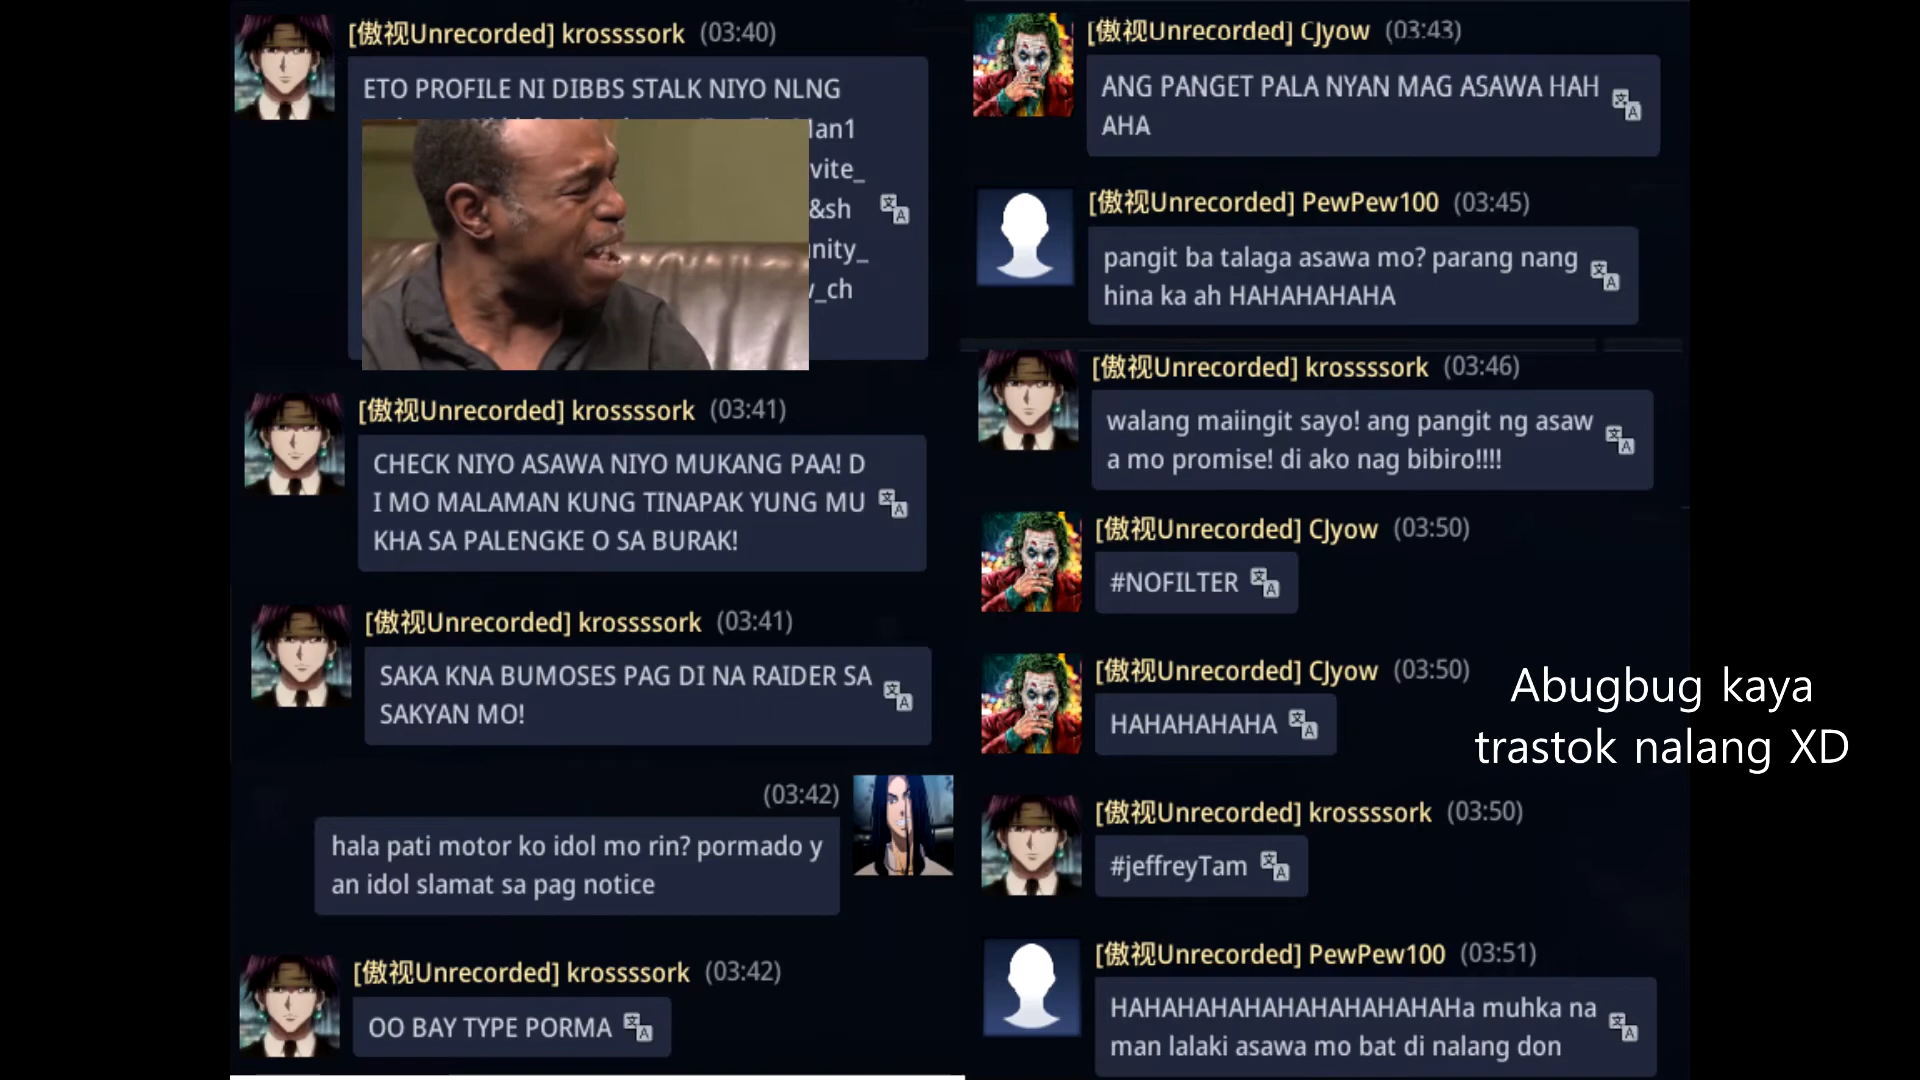 [傲视Unrecorded] krossssork (03:40)
ETO PROFILE NI DIBBS STALK NIYO NLNG
lan1
vite_
&sh
nity_
_ch
[傲视Unrecorded] krossssork (03:41)
CHECK NIYO ASAWA NIYO MUKANG PAA! D
I MO MALAMAN KUNG TINAPAK YUNG MU
KHA SA PALENGKE O SA BURAK!
[傲视Unrecorded] krossssork (03:41)
SAKA KNA BUMOSES PAG DI NA RAIDER SA
SAKYAN MO!
(03:42)
hala pati motor ko idol mo rin? pormado y
an idol slamat sa pag notice
[傲视Unrecorded] krossssork (03:42)
OO BAY TYPE PORMA
[傲视Unrecorded] CJyow (03:43)
ANG PANGET PALA NYAN MAG ASAWA HAH
AHA
[傲视Unrecorded] PewPew100 (03:45)
pangit ba talaga asawa mo? parang nang
hina ka ah HAHAHAHAHA
[傲视Unrecorded] krossssork (03:46)
walang maiingit sayo! ang pangit ng asaw
a mo promise! di ako nag bibiro!!!!
[傲视Unrecorded] CJyow (03:50)
#NOFILTER
[傲视Unrecorded] CJyow (03:50)
HAHAHAHAHA
[傲视Unrecorded] krossssork (03:50)
#jeffreyTam
[傲视Unrecorded] PewPew100 (03:51)
HAHAHAHAHAHAHAHAHAHAHa muhka na
man lalaki asawa mo bat di nalang don
Abugbug kaya
trastok nalang XD